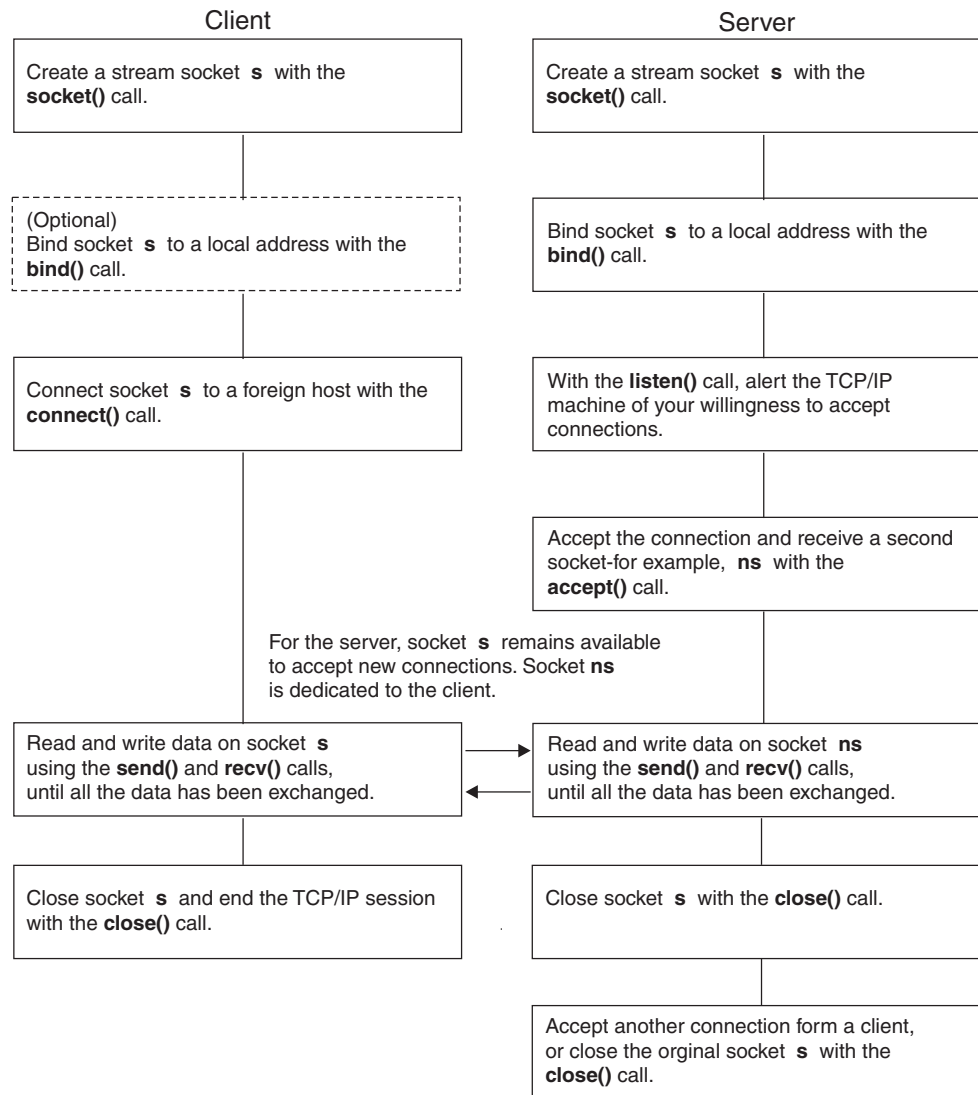 Client
Create a stream socket s with the
socket() call.
(Optional)
Bind socket s to a local address with the
bind() call.
Connect socket s to a foreign host with the
connect() call.
Server
Create a stream socket s with the
socket() call.
Bind socket s to a local address with the
bind() call.
With the listen() call, alert the TCP/IP
machine of your willingness to accept
connections.
Accept the connection and receive a second
socket-for example, ns with the
accept() call.
For the server, socket s remains available
to accept new connections. Socket ns
is dedicated to the client.
Read and write data on socket s
using the send() and recv() calls,
until all the data has been exchanged.
Read and write data on socket ns
using the send() and recv() calls,
until all the data has been exchanged.
Close socket s and end the TCP/IP session
with the close() call.
Close socket s with the close() call.
Accept another connection form a client,
or close the orginal socket s with the
close() call.